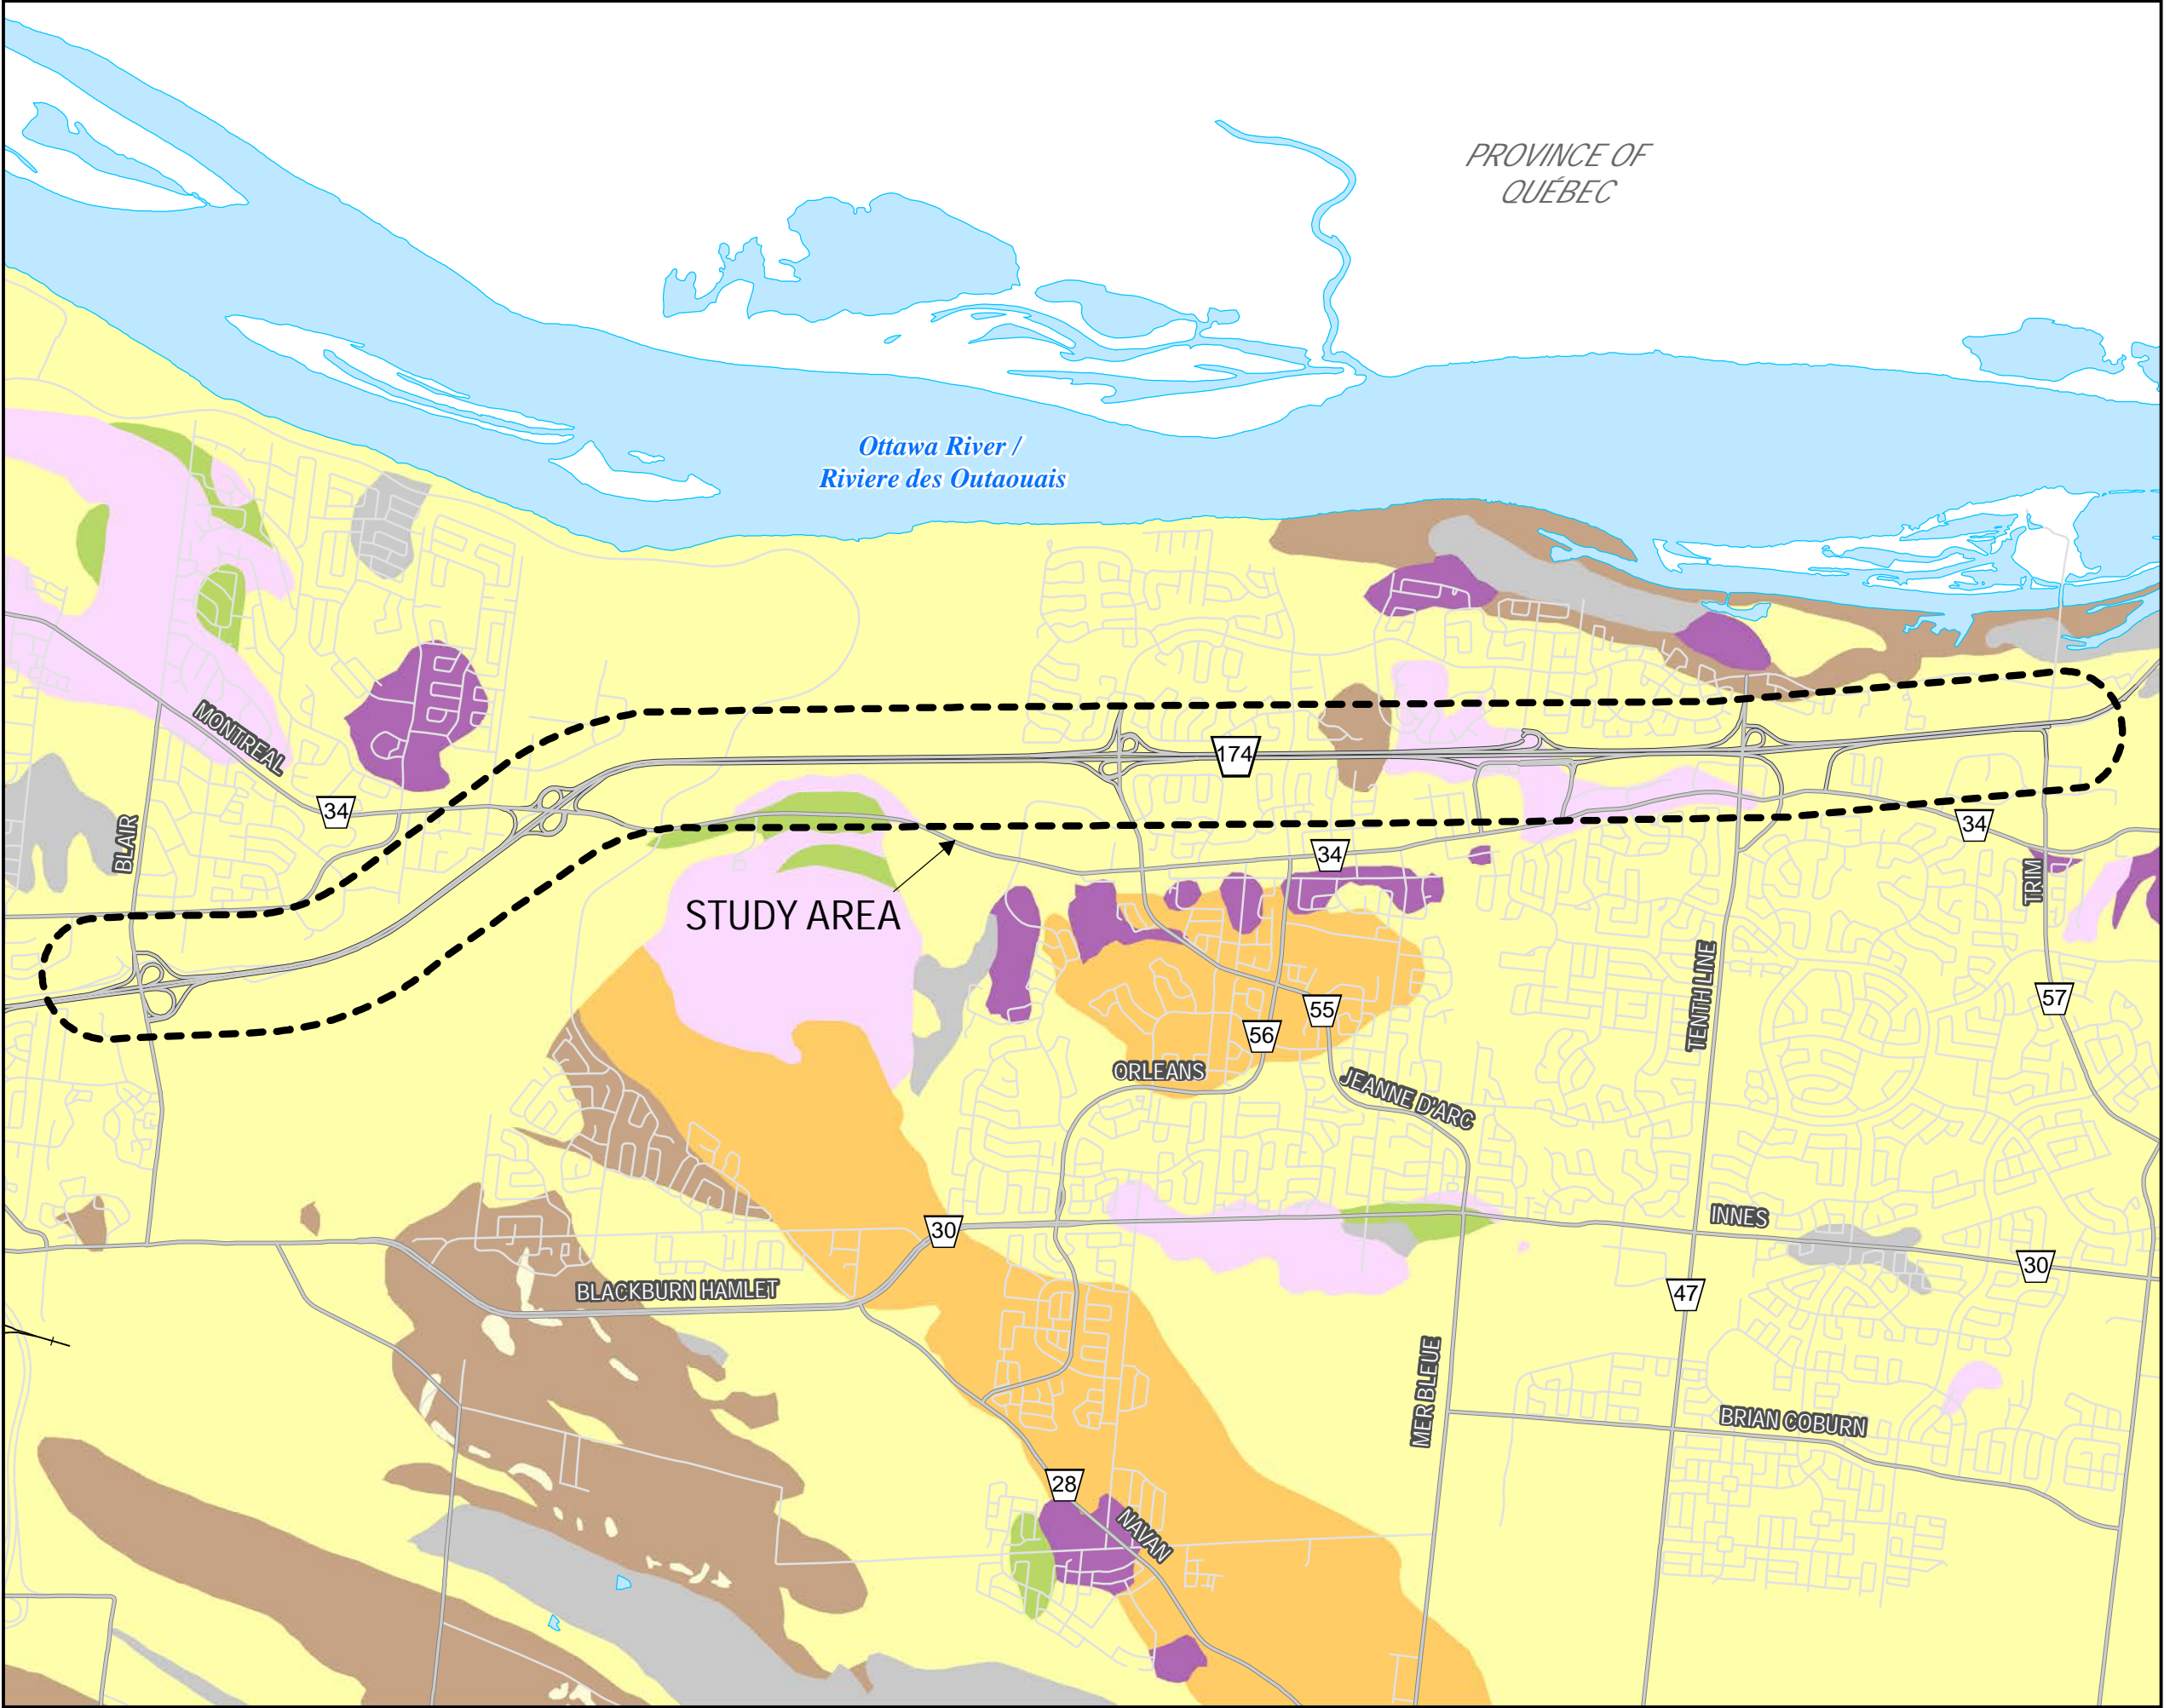 PROVINCE OF
QUÉBEC
Ottawa River /
Riviere des Outaouais
MONTREAL
174
34
BLAIR
34
34
TRIM
STUDY AREA
TENTH LINE
57
55
56
ORLEANS
JEANNE D'ARC
INNES
30
30
BLACKBURN HAMLET
47
MER BLEUE
BRIAN COBURN
28
NAVAN